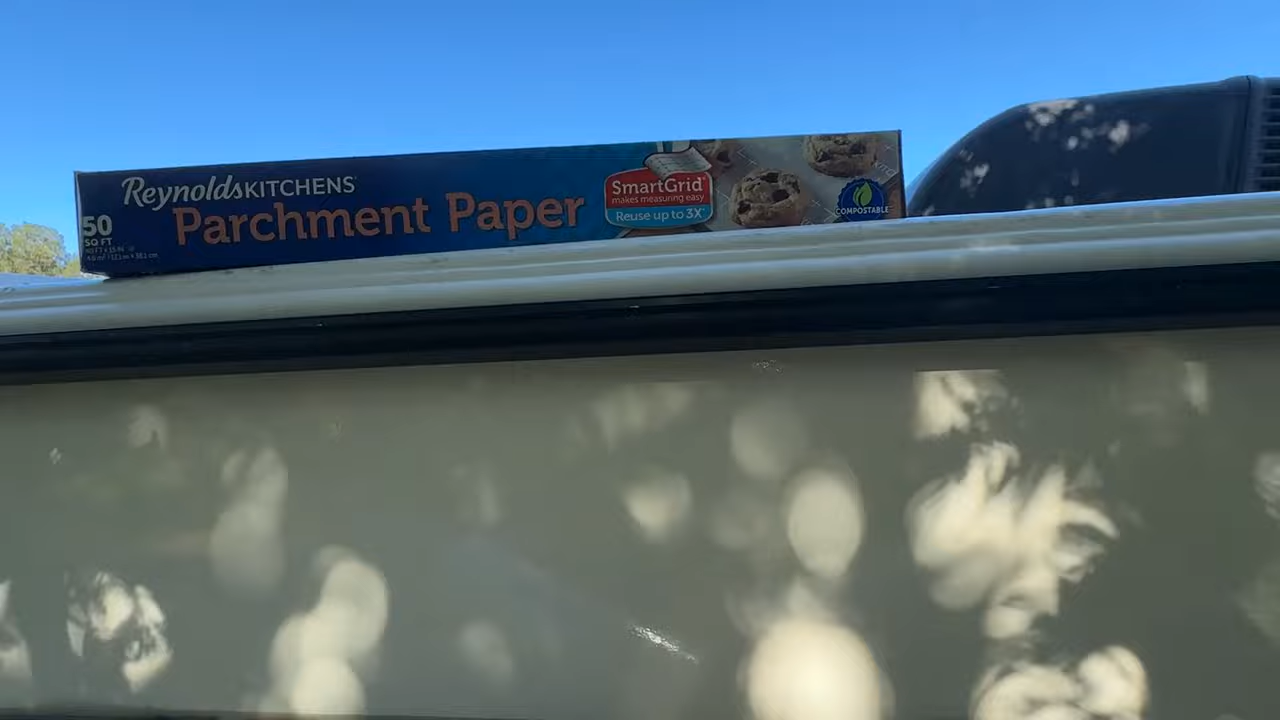 ReynoldsKITCHENS
Parchment Paper
50
SQ FT
SmartGrid
makes measuring easy
Reuse up to 3X
COMPOSTABLE